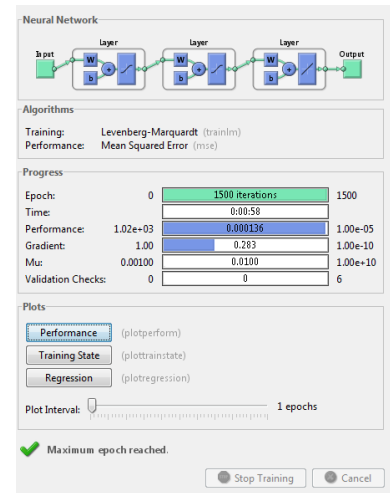 Neural Network
Layer Layer Layer
Input Output
W W W
b b b
Algorithms
Training: Levenberg-Marquardt (trainlm)
Performance: Mean Squared Error (mse)
Progress
Epoch: 0 1500 iterations 1500
Time: 0:00:58
Performance: 1.02e+03 0.000136 1.00e-05
Gradient: 1.00 0.283 1.00e-10
Mu: 0.00100 0.0100 1.00e+10
Validation Checks: 0 0 6
Plots
Performance (plotperform)
Training State (plottrainstate)
Regression (plotregression)
Plot Interval: 1 epochs
Maximum epoch reached.
Stop Training Cancel